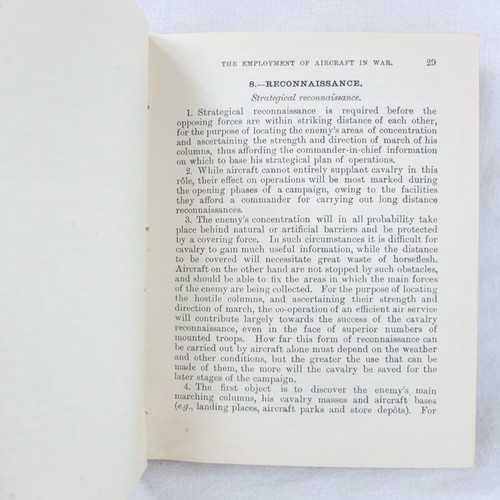 THE EMPLOYMENT OF AIRCRAFT IN WAR. 29
8.—RECONNAISSANCE.
Strategical reconnaissance.
1. Strategical reconnaissance is required before the
opposing forces are within striking distance of each other,
for the purpose of locating the enemy's areas of concentration
and ascertaining the strength and direction of march of his
columns, thus affording the commander-in-chief information
on which to base his strategical plan of operations.
2. While aircraft cannot entirely supplant cavalry in this
rôle, their effect on operations will be most marked during
the opening phases of a campaign, owing to the facilities
they afford a commander for carrying out long distance
reconnaissances.
3. The enemy's concentration will in all probability take
place behind natural or artificial barriers and be protected
by a covering force. In such circumstances it is difficult for
cavalry to gain much useful information, while the distance
to be covered will necessitate great waste of horseflesh.
Aircraft on the other hand are not stopped by such obstacles,
and should be able to fix the areas in which the main forces
of the enemy are being collected. For the purpose of locating
the hostile columns, and ascertaining their strength and
direction of march, the co-operation of an efficient air service
will contribute largely towards the success of the cavalry
reconnaissance, even in the face of superior numbers of
mounted troops. How far this form of reconnaissance can
be carried out by aircraft alone must depend on the weather
and other conditions, but the greater the use that can be
made of them, the more will the cavalry be saved for the
later stages of the campaign.
4. The first object is to discover the enemy's main
marching columns, his cavalry masses and aircraft bases
(e.g., landing places, aircraft parks and store depôts). For